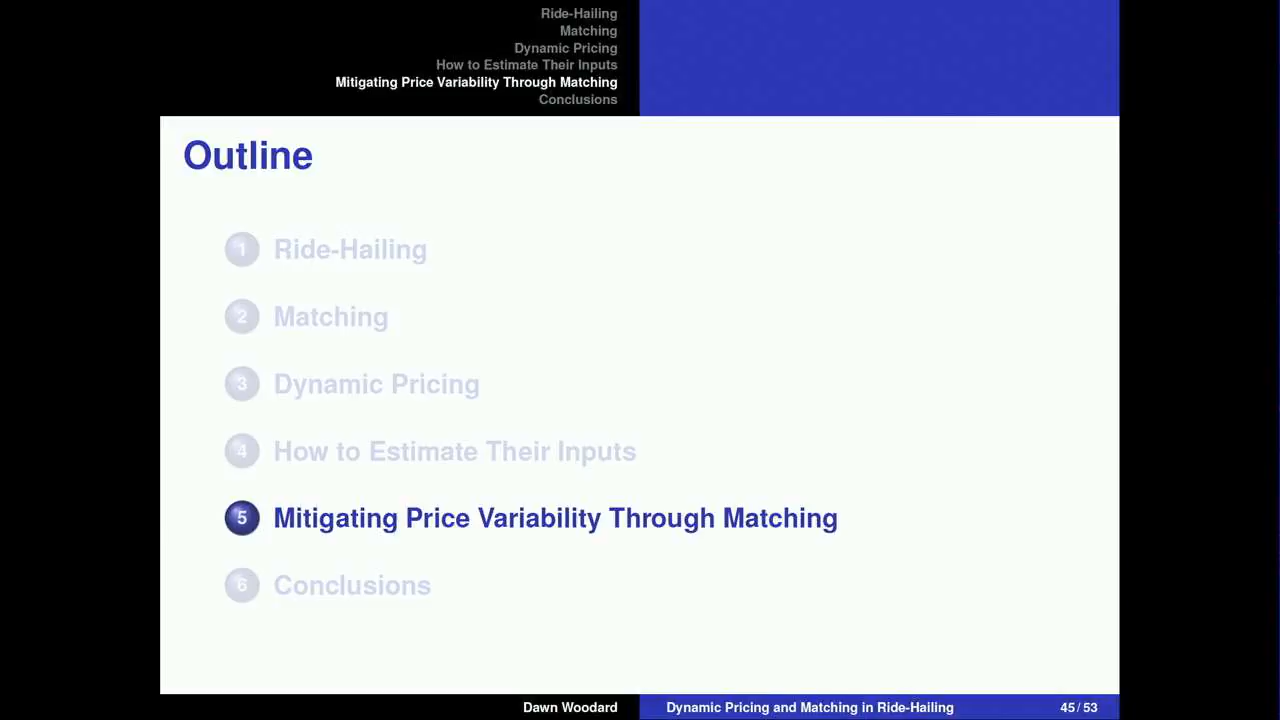 Ride-Hailing
Matching
Dynamic Pricing
How to Estimate Their Inputs
Mitigating Price Variability Through Matching
Conclusions
Outline
1 Ride-Hailing
2 Matching
3 Dynamic Pricing
4 How to Estimate Their Inputs
5 Mitigating Price Variability Through Matching
6 Conclusions
Dawn Woodard Dynamic Pricing and Matching in Ride-Hailing 45 / 53